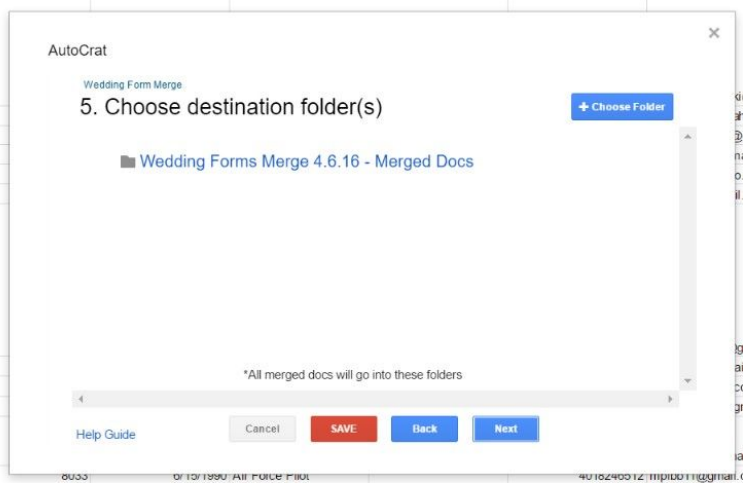 ×
AutoCrat
Wedding Form Merge
5. Choose destination folder(s)
+ Choose Folder
Wedding Forms Merge 4.6.16 - Merged Docs
*All merged docs will go into these folders
Help Guide
Cancel
SAVE
Back
Next
8033 6/15/1990 Air Force Pilot